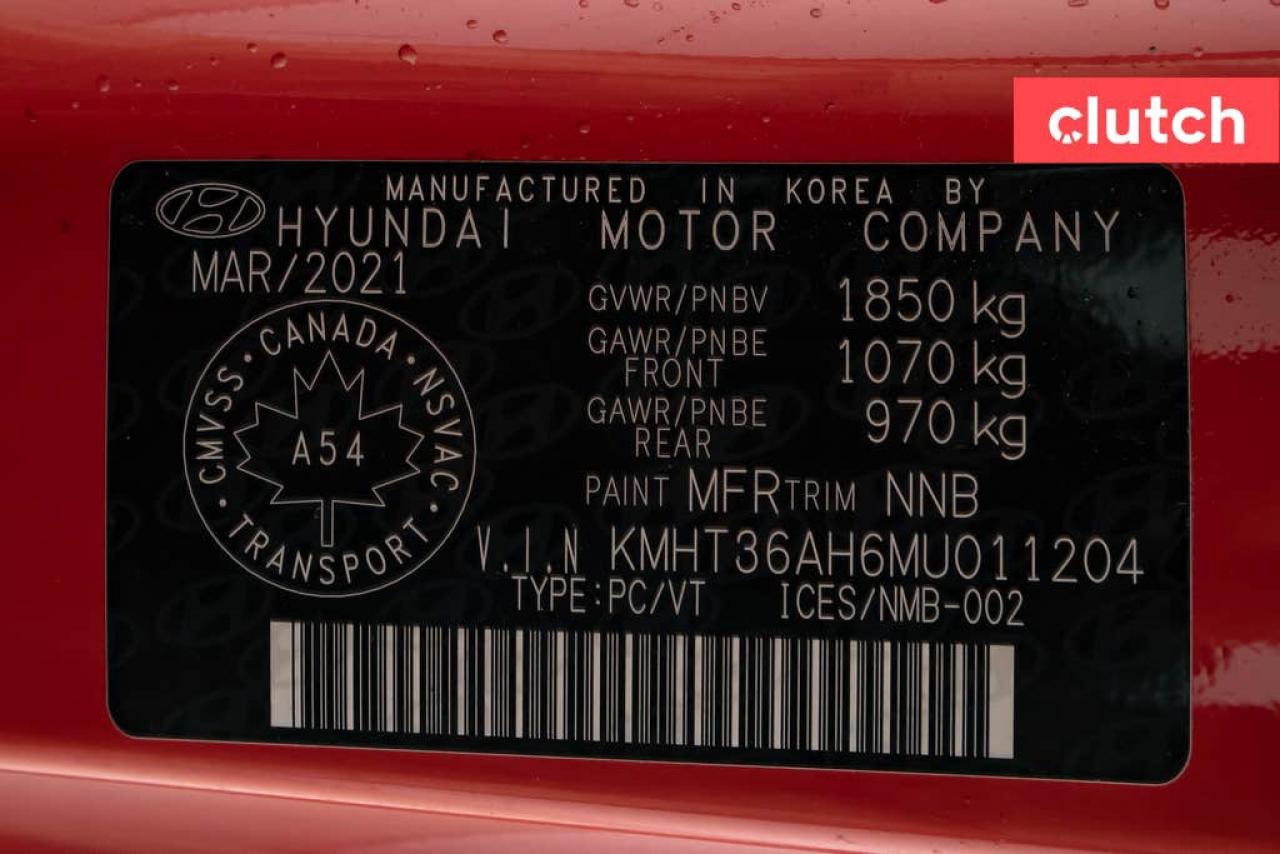 clutch
MANUFACTURED IN KOREA BY
HYUNDAI MOTOR COMPANY
MAR/2021
GVWR/PNBV 1850 kg
GAWR/PNBE FRONT 1070 kg
GAWR/PNBE REAR 970 kg
CMVSS · CANADA · NSVAC · TRANSPORT ·
A54
PAINT MFR TRIM NNB
V.I.N KMHT36AH6MU011204
TYPE:PC/VT ICES/NMB-002